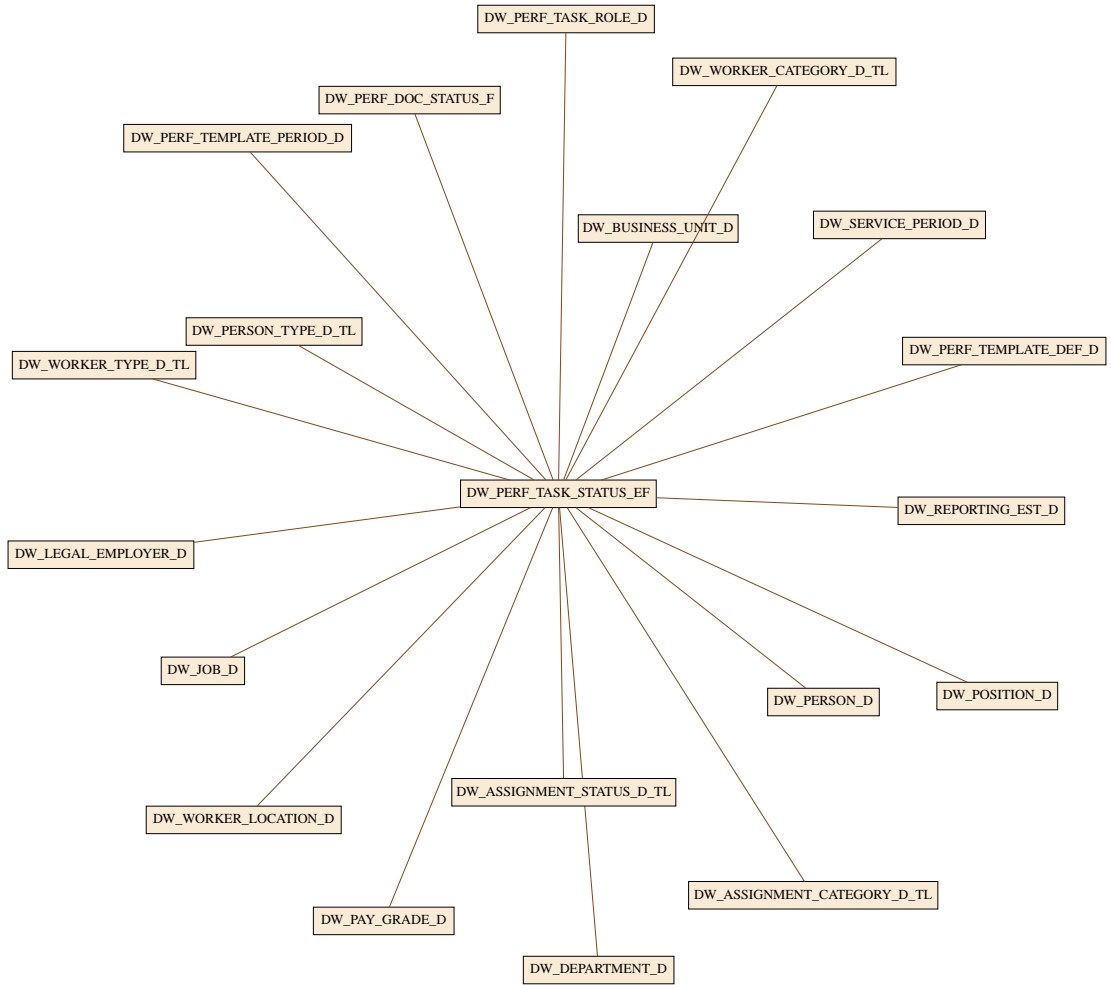 DW_PERF_TASK_ROLE_D
DW_WORKER_CATEGORY_D_TL
DW_PERF_DOC_STATUS_F
DW_PERF_TEMPLATE_PERIOD_D
DW_SERVICE_PERIOD_D
DW_BUSINESS_UNIT_D
DW_PERSON_TYPE_D_TL
DW_PERF_TEMPLATE_DEF_D
DW_WORKER_TYPE_D_TL
DW_PERF_TASK_STATUS_EF
DW_REPORTING_EST_D
DW_LEGAL_EMPLOYER_D
DW_JOB_D
DW_POSITION_D
DW_PERSON_D
DW_ASSIGNMENT_STATUS_D_TL
DW_WORKER_LOCATION_D
DW_ASSIGNMENT_CATEGORY_D_TL
DW_PAY_GRADE_D
DW_DEPARTMENT_D